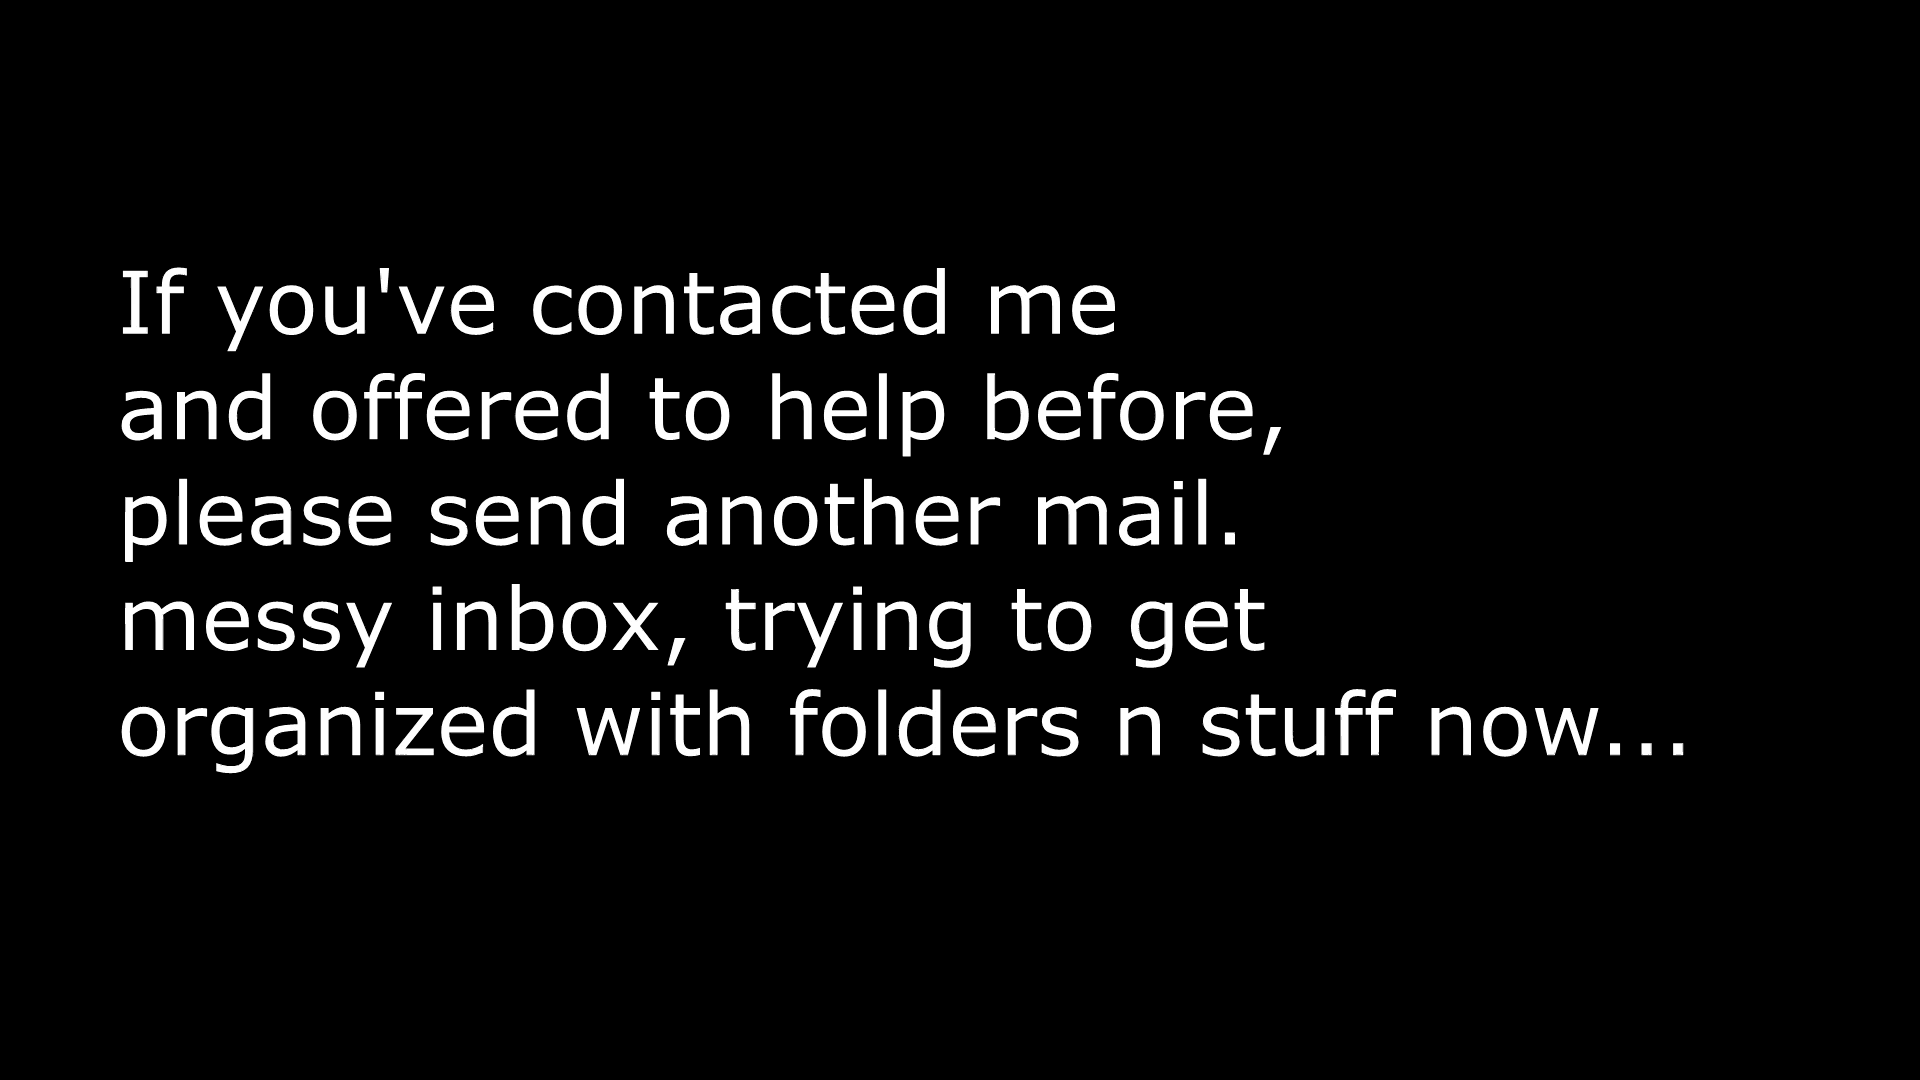 If you've contacted me
and offered to help before,
please send another mail.
messy inbox, trying to get
organized with folders n stuff now...